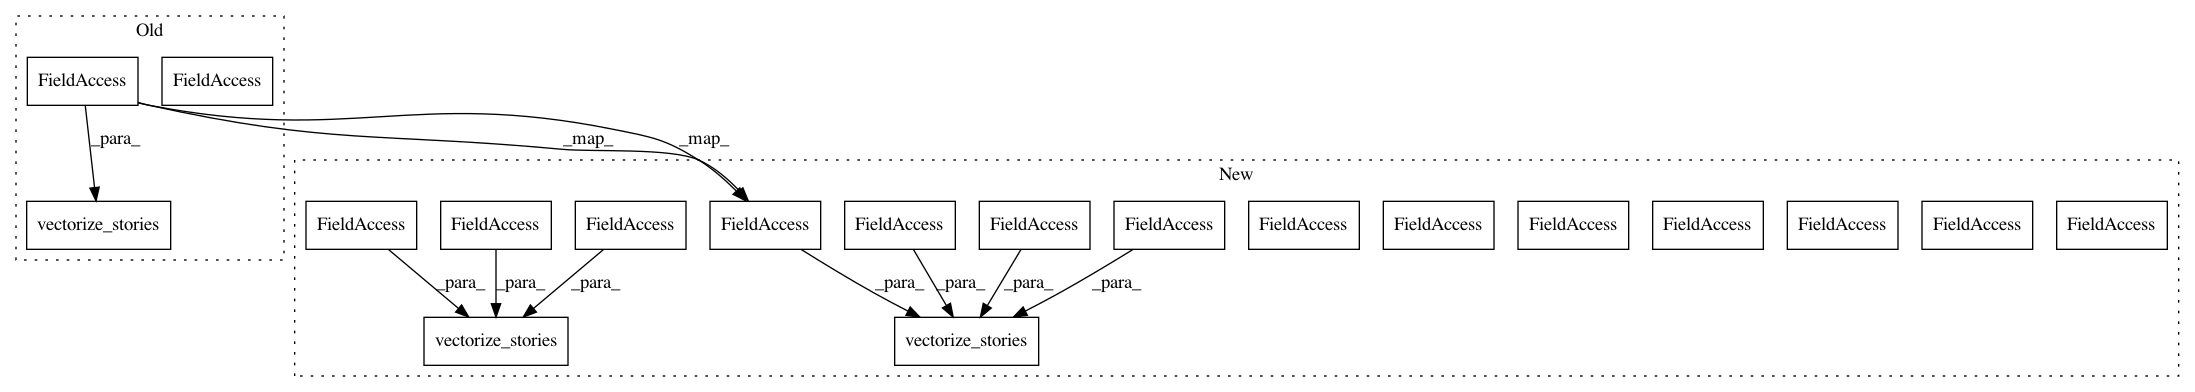 Old
FieldAccess FieldAccess
_para_ _map_ _map_
New
vectorize_stories FieldAccess FieldAccess FieldAccess FieldAccess FieldAccess FieldAccess FieldAccess FieldAccess FieldAccess FieldAccess FieldAccess FieldAccess FieldAccess FieldAccess
_para_ _para_ _para_ _para_ _para_ _para_ _para_
vectorize_stories vectorize_stories